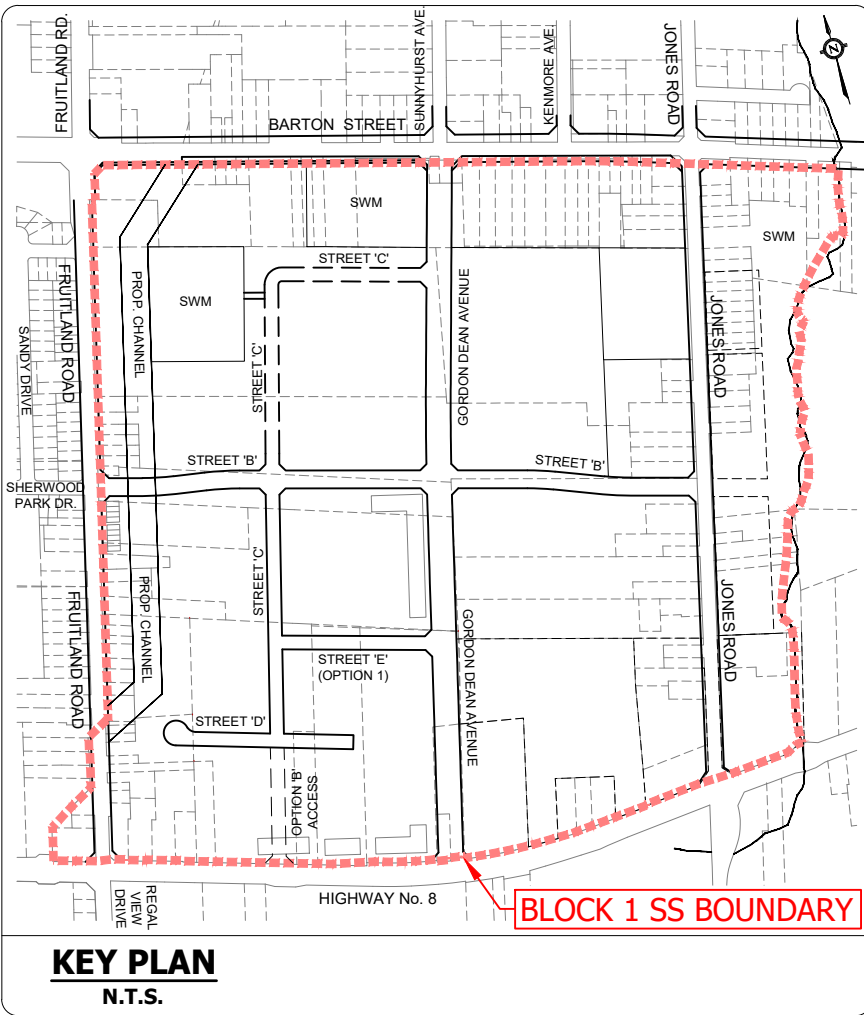 FRUITLAND RD.
SUNNYHURST AVE.
KENMORE AVE.
JONES ROAD
Z
BARTON STREET
SWM
SWM
STREET 'C'
FRUITLAND ROAD
PROP. CHANNEL
SWM
GORDON DEAN AVENUE
JONES ROAD
SANDY DRIVE
STREET 'C'
STREET 'B'
STREET 'B'
SHERWOOD
PARK DR.
STREET 'C'
FRUITLAND ROAD
PROP. CHANNEL
GORDON DEAN AVENUE
JONES ROAD
STREET 'E'
(OPTION 1)
STREET 'D'
OPTION 'B'
ACCESS
REGAL
VIEW
DRIVE
HIGHWAY No. 8
BLOCK 1 SS BOUNDARY
KEY PLAN
N.T.S.